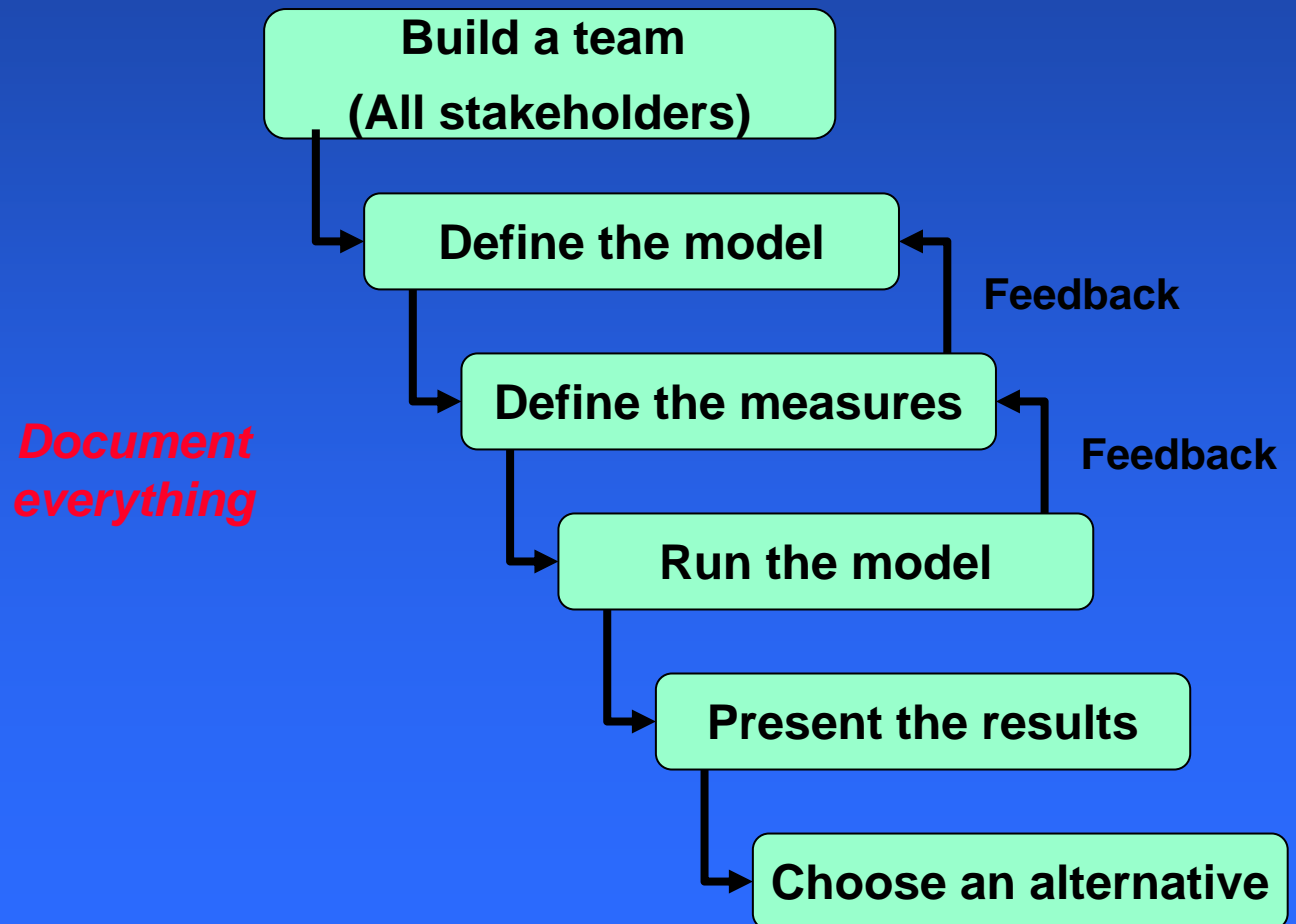 Build a team
(All stakeholders)
Define the model
Feedback
Define the measures
Document
everything
Feedback
Run the model
Present the results
Choose an alternative